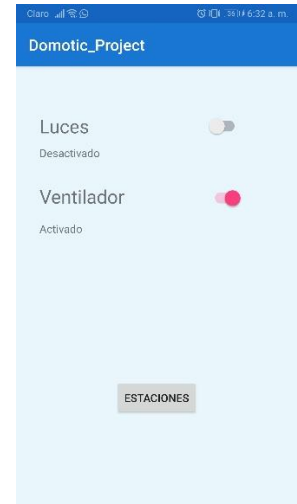 Claro 6:32 a. m.
Domotic_Project
Luces
Desactivado
Ventilador
Activado
ESTACIONES